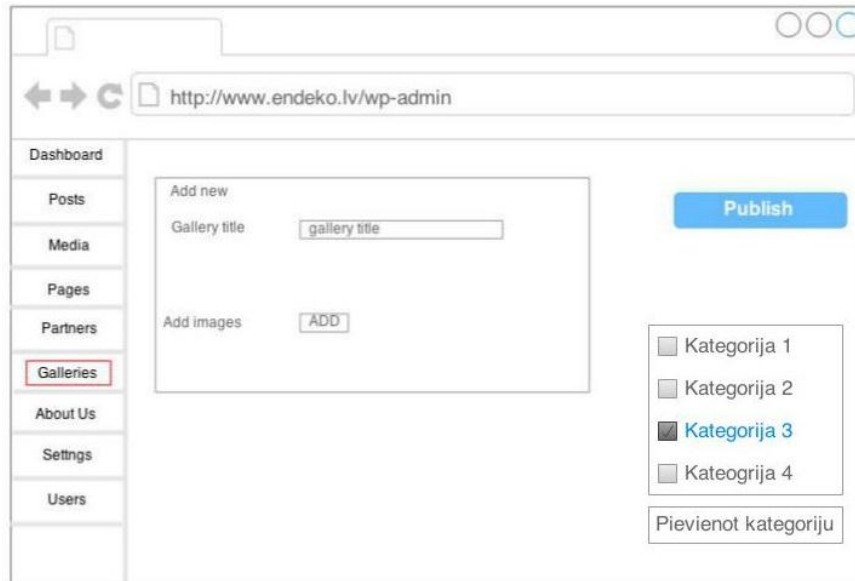 http://www.endeko.lv/wp-admin
Dashboard
Posts
Media
Pages
Partners
Galleries
About Us
Settngs
Users
Add new
Gallery title
gallery title
Add images
ADD
Publish
Kategorija 1
Kategorija 2
Kategorija 3
Kateogrija 4
Pievienot kategoriju